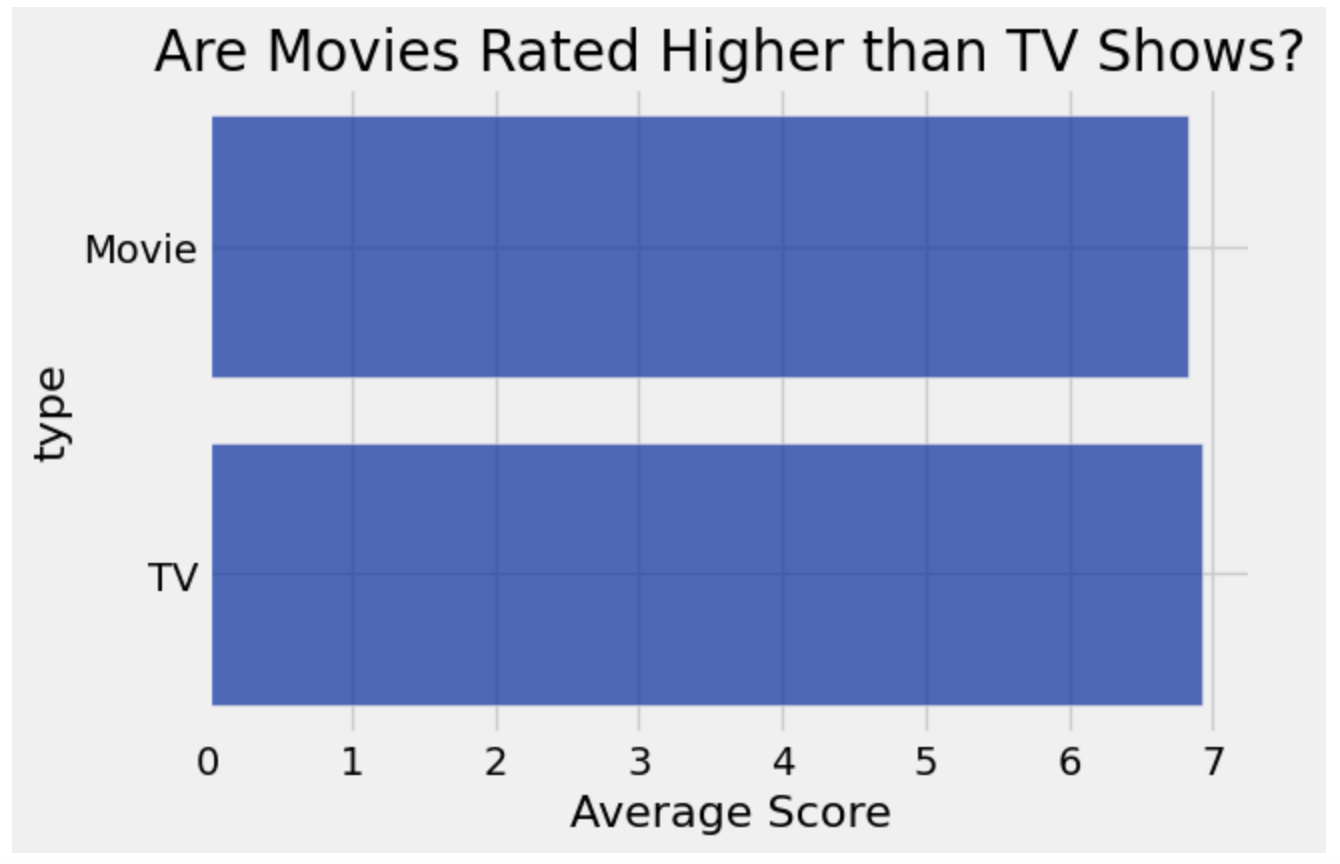 Are Movies Rated Higher than TV Shows?
Movie
type
TV
0 1 2 3 4 5 6 7
Average Score